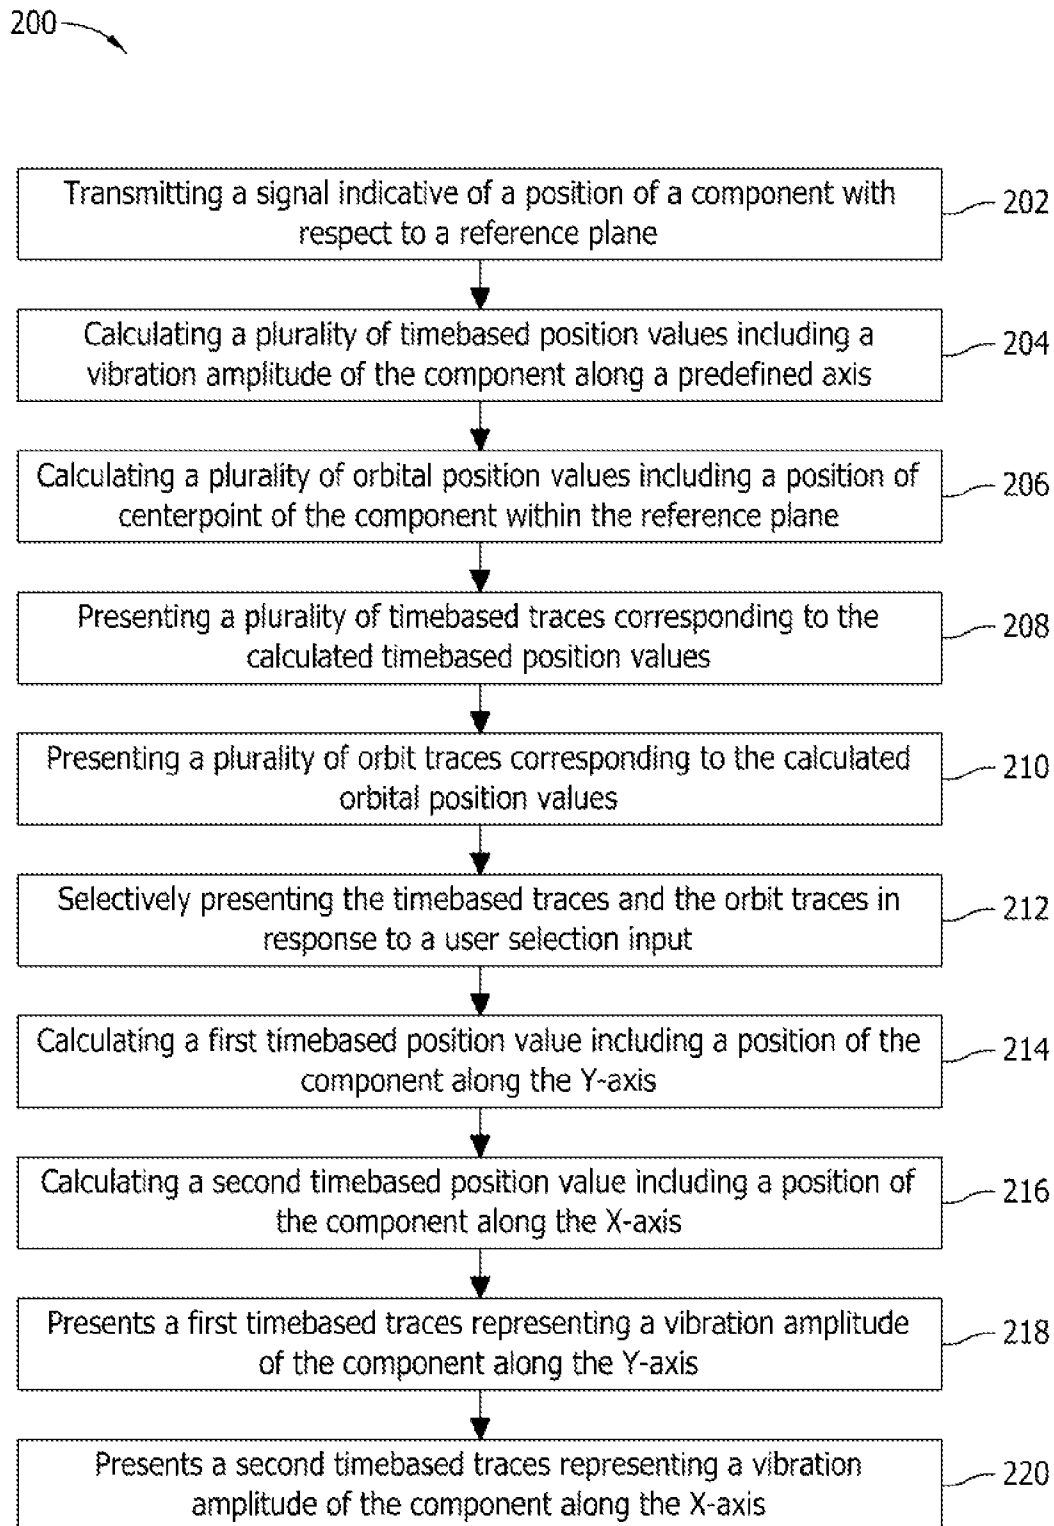 200
Transmitting a signal indicative of a position of a component with
respect to a reference plane
202
Calculating a plurality of timebased position values including a
vibration amplitude of the component along a predefined axis
204
Calculating a plurality of orbital position values including a position of
centerpoint of the component within the reference plane
206
Presenting a plurality of timebased traces corresponding to the
calculated timebased position values
208
Presenting a plurality of orbit traces corresponding to the calculated
orbital position values
210
Selectively presenting the timebased traces and the orbit traces in
response to a user selection input
212
Calculating a first timebased position value including a position of the
component along the Y-axis
214
Calculating a second timebased position value including a position of
the component along the X-axis
216
Presents a first timebased traces representing a vibration amplitude
of the component along the Y-axis
218
Presents a second timebased traces representing a vibration
amplitude of the component along the X-axis
220